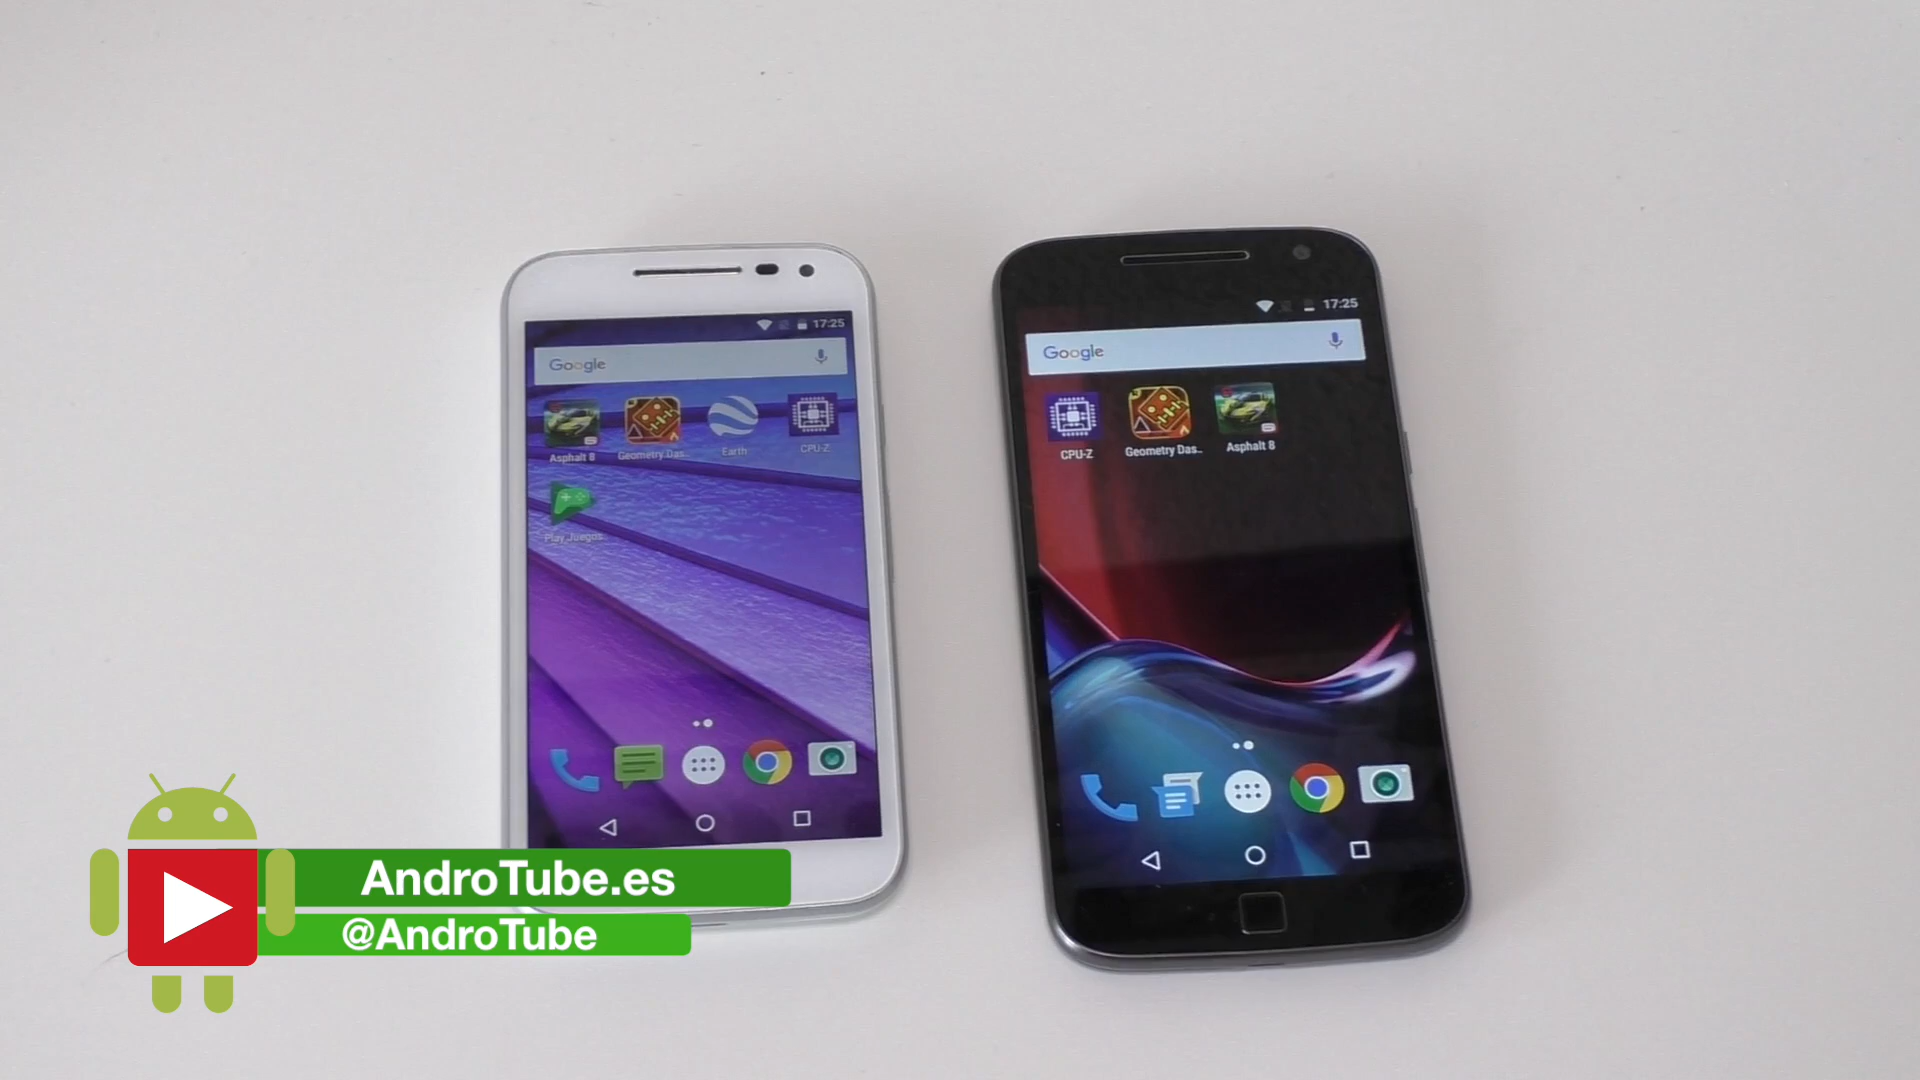 17:25
Google
Asphalt 8
Geometry Das..
Earth
CPU-Z
Play Juegos
17:25
Google
CPU-Z
Geometry Das..
Asphalt 8
AndroTube.es
@AndroTube